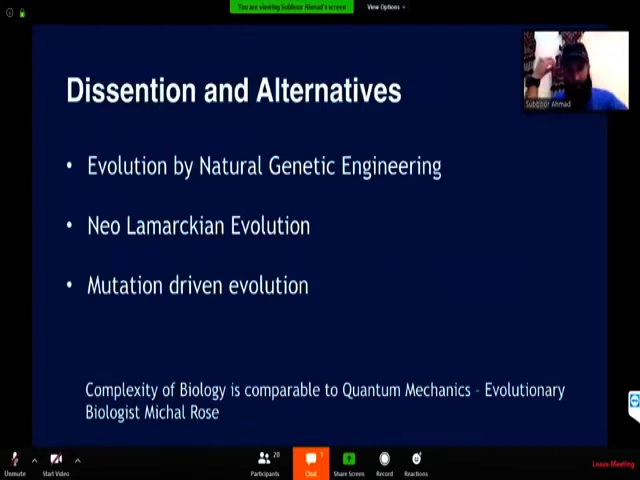 You are viewing Subboor Ahmad's screen
View Options
Subboor Ahmad
Dissention and Alternatives
• Evolution by Natural Genetic Engineering
• Neo Lamarckian Evolution
• Mutation driven evolution
Complexity of Biology is comparable to Quantum Mechanics – Evolutionary
Biologist Michal Rose
20
1
Unmute
Start Video
Participants
Chat
Share Screen
Record
Reactions
Leave Meeting